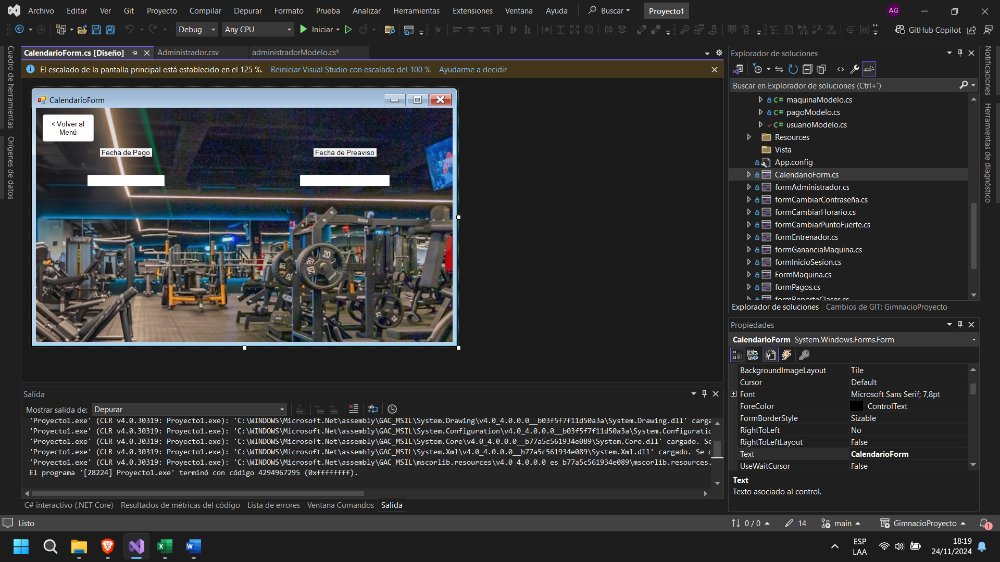 Archivo Editar Ver Git Proyecto Compilar Depurar Formato Prueba Analizar Herramientas Extensiones Ventana Ayuda Buscar Proyecto1 AG
Debug Any CPU Iniciar GitHub Copilot
Cuadro de herramientas
Orígenes de datos
CalendarioForm.cs [Diseño] Administrador.csv administradorModelo.cs*
El escalado de la pantalla principal está establecido en el 125 %. Reiniciar Visual Studio con escalado del 100 % Ayudarme a decidir
CalendarioForm
< Volver al
Menú
Fecha de Pago Fecha de Preaviso
20
20
20
Salida
Mostrar salida de: Depurar
'Proyecto1.exe' (CLR v4.0.30319: Proyecto1.exe): 'C:\WINDOWS\Microsoft.Net\assembly\GAC_MSIL\System.Drawing\v4.0_4.0.0.0__b03f5f7f11d50a3a\System.Drawing.dll' carga
'Proyecto1.exe' (CLR v4.0.30319: Proyecto1.exe): 'C:\WINDOWS\Microsoft.Net\assembly\GAC_MSIL\System.Configuration\v4.0_4.0.0.0__b03f5f7f11d50a3a\System.Configuratio
'Proyecto1.exe' (CLR v4.0.30319: Proyecto1.exe): 'C:\WINDOWS\Microsoft.Net\assembly\GAC_MSIL\System.Core\v4.0_4.0.0.0__b77a5c561934e089\System.Core.dll' cargado. Se
'Proyecto1.exe' (CLR v4.0.30319: Proyecto1.exe): 'C:\WINDOWS\Microsoft.Net\assembly\GAC_MSIL\System.Xml\v4.0_4.0.0.0__b77a5c561934e089\System.Xml.dll' cargado. Se c
'Proyecto1.exe' (CLR v4.0.30319: Proyecto1.exe): 'C:\WINDOWS\Microsoft.Net\assembly\GAC_MSIL\mscorlib.resources\v4.0_4.0.0.0_es_b77a5c561934e089\mscorlib.resources.
El programa '[28224] Proyecto1.exe' terminó con código 4294967295 (0xffffffff).
C# interactivo (.NET Core) Resultados de métricas del código Lista de errores Ventana Comandos Salida
Explorador de soluciones
Buscar en Explorador de soluciones (Ctrl+´)
C# maquinaModelo.cs
C# pagoModelo.cs
C# usuarioModelo.cs
Resources
Vista
App.config
CalendarioForm.cs
formAdministrador.cs
formCambiarContraseña.cs
formCambiarHorario.cs
formCambiarPuntoFuerte.cs
formEntrenador.cs
formGananciaMaquina.cs
formInicioSesion.cs
FormMaquina.cs
formPagos.cs
formReporteClases.cs
Explorador de soluciones Cambios de GIT: GimnacioProyecto
Propiedades
CalendarioForm System.Windows.Forms.Form
BackgroundImageLayout Tile
Cursor Default
Font Microsoft Sans Serif; 7,8pt
ForeColor ControlText
FormBorderStyle Sizable
RightToLeft No
RightToLeftLayout False
Text CalendarioForm
UseWaitCursor False
Text
Texto asociado al control.
Notificaciones
Herramientas de diagnóstico
Listo 0 / 0 14 main GimnacioProyecto 1
ESP
LAA
18:19
24/11/2024